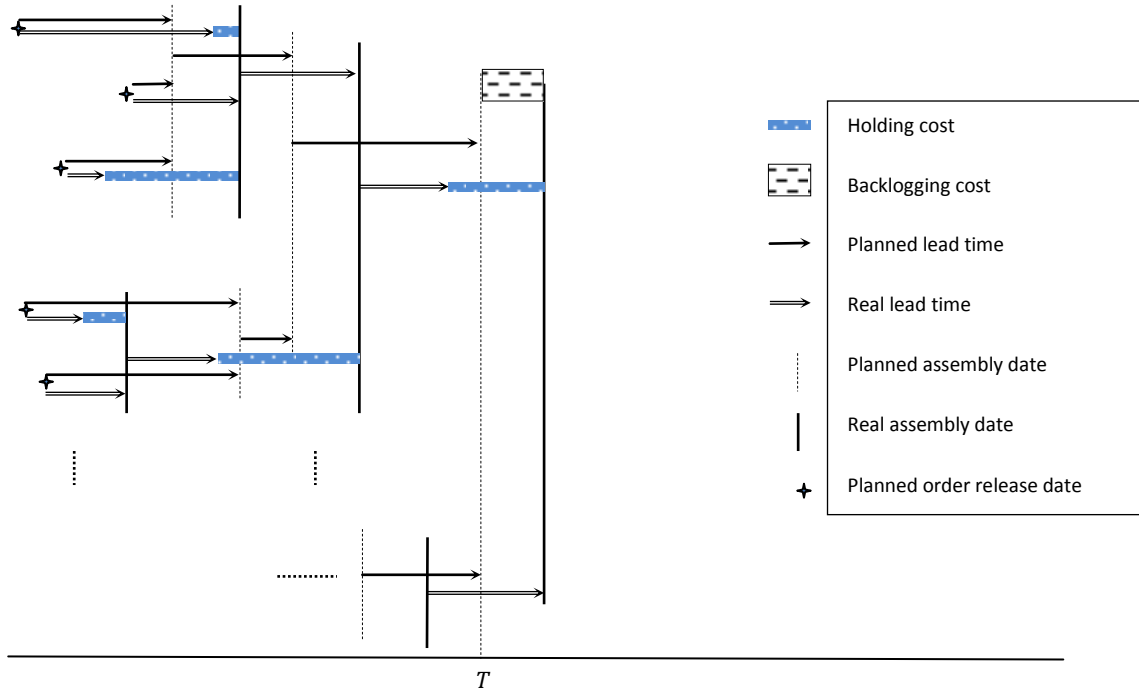 Holding cost
Backlogging cost
Planned lead time
Real lead time
Planned assembly date
Real assembly date
Planned order release date
T